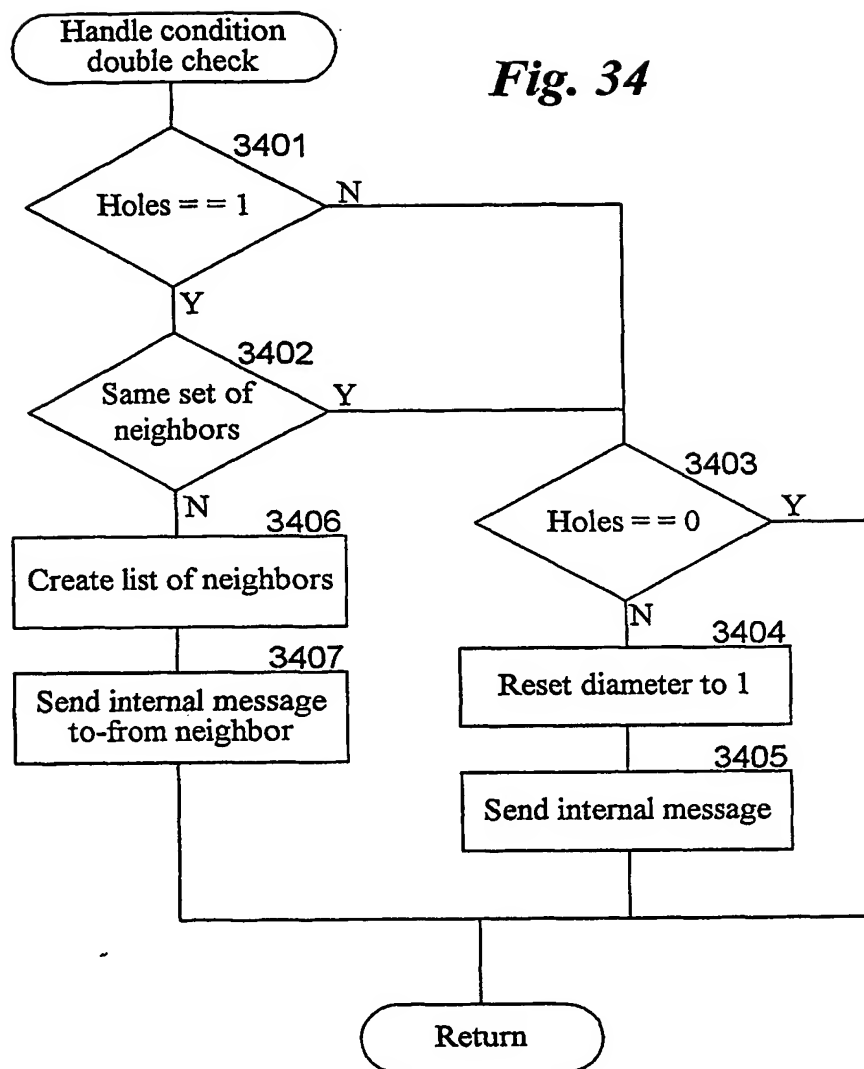 Handle condition
double check
Fig. 34
3401
Holes = = 1
N
Y
3402
Same set of
neighbors
Y
N
3403
Holes = = 0
Y
N
3406
Create list of neighbors
3407
Send internal message
to-from neighbor
3404
Reset diameter to 1
3405
Send internal message
Return